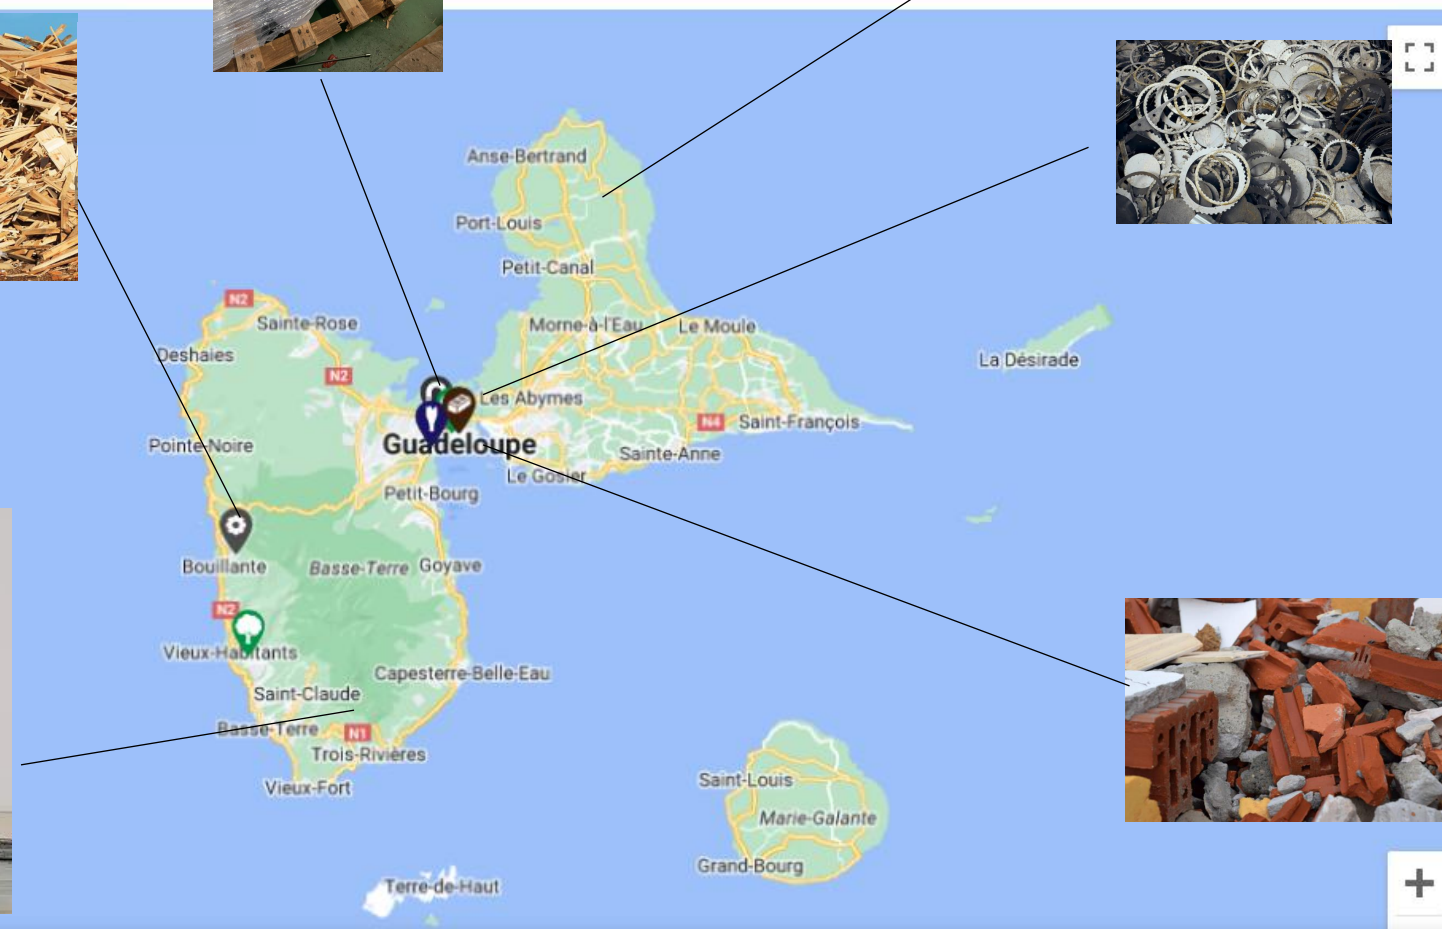 Anse-Bertrand
Port-Louis
Petit-Canal
N2
Sainte-Rose
Morne-à-l'Eau
Le Moule
Deshaies
La Désirade
N2
Les Abymes
N4
Saint-François
Pointe-Noire
Guadeloupe
Sainte-Anne
Le Gosier
Petit-Bourg
Bouillante
Basse-Terre
Goyave
N2
Vieux-Habitants
Capesterre-Belle-Eau
Saint-Claude
Basse-Terre
N1
Trois-Rivières
Vieux-Fort
Saint-Louis
Marie-Galante
Grand-Bourg
Terre-de-Haut